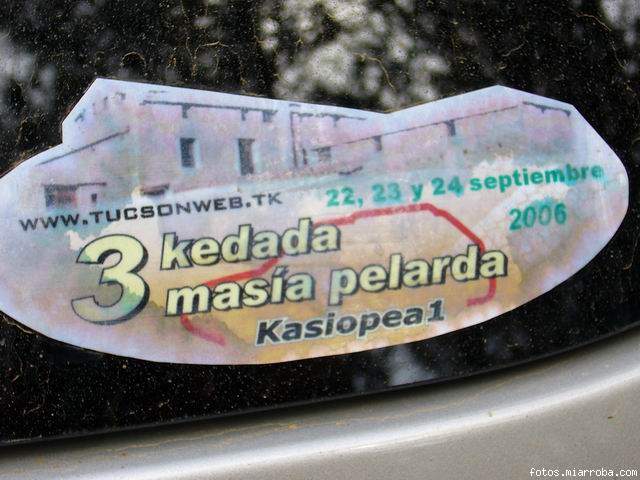 WWW.TUCSONWEB.TK
22, 23 y 24 septiembre
2006
3 kedada
masía pelarda
Kasiopea1
fotos.miarroba.com